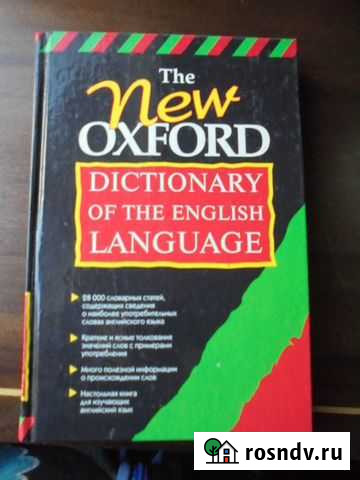 The
new
OXFORD
DICTIONARY
OF THE ENGLISH
LANGUAGE
28 000 словарных статей,
содержащих сведения
о наиболее употребительных
словах английского языка
Краткие и ясные толкования
значений слов с примерами
употребления
Много полезной информации
о происхождении слов
Настольная книга
для изучающих
английский язык
rosndv.ru